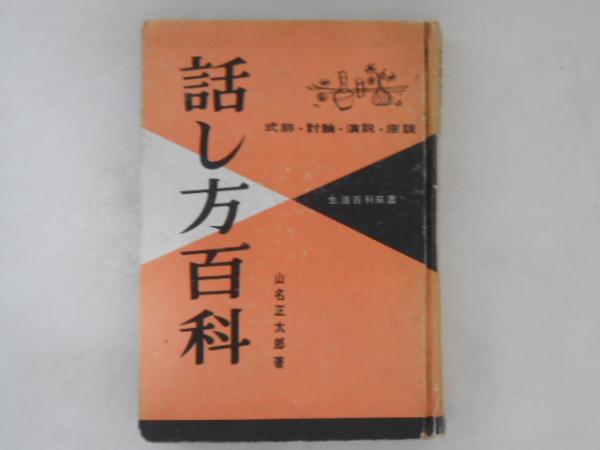 話し方百科
式辞・討論・演説・座談
生活百科双書
山名正太郎著